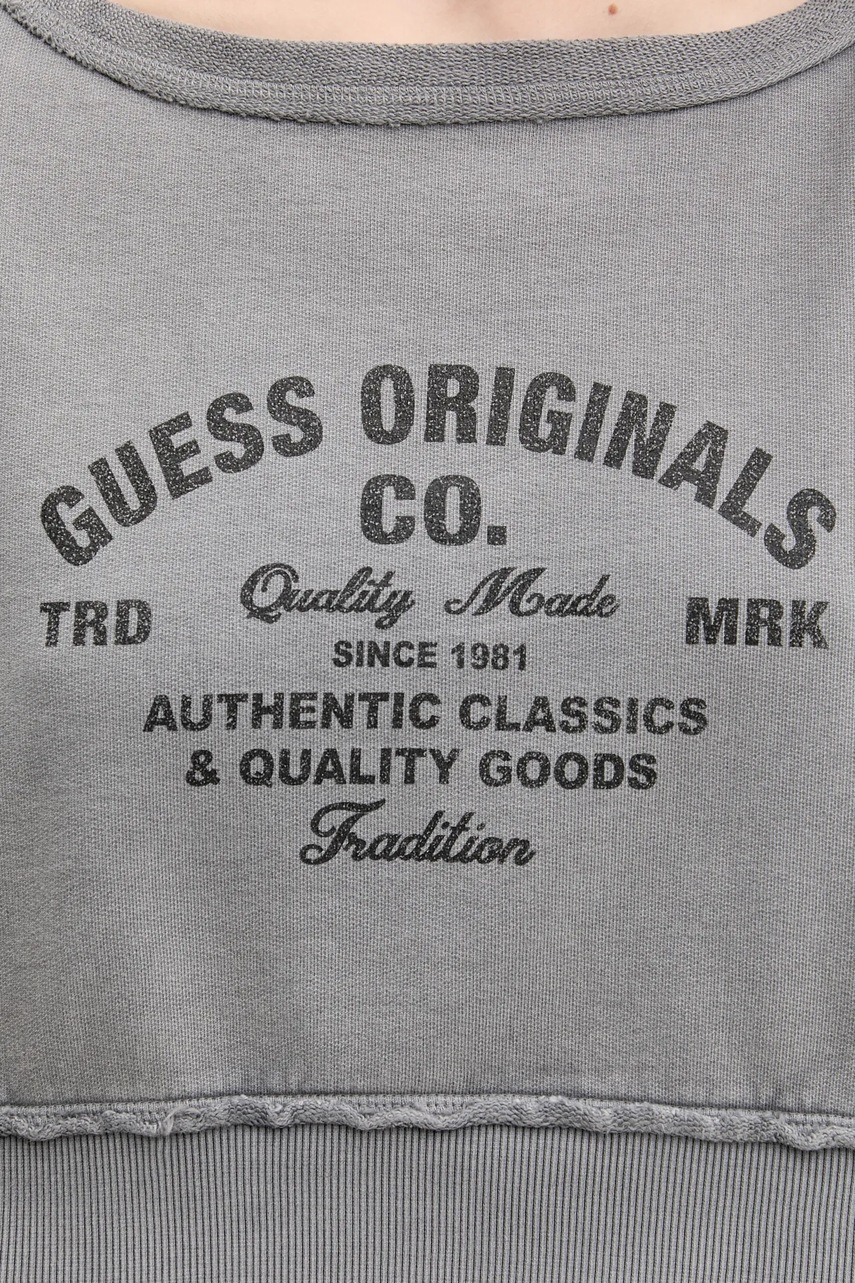 GUESS ORIGINALS
CO.
Quality Made
TRD MRK
SINCE 1981
AUTHENTIC CLASSICS
& QUALITY GOODS
Tradition